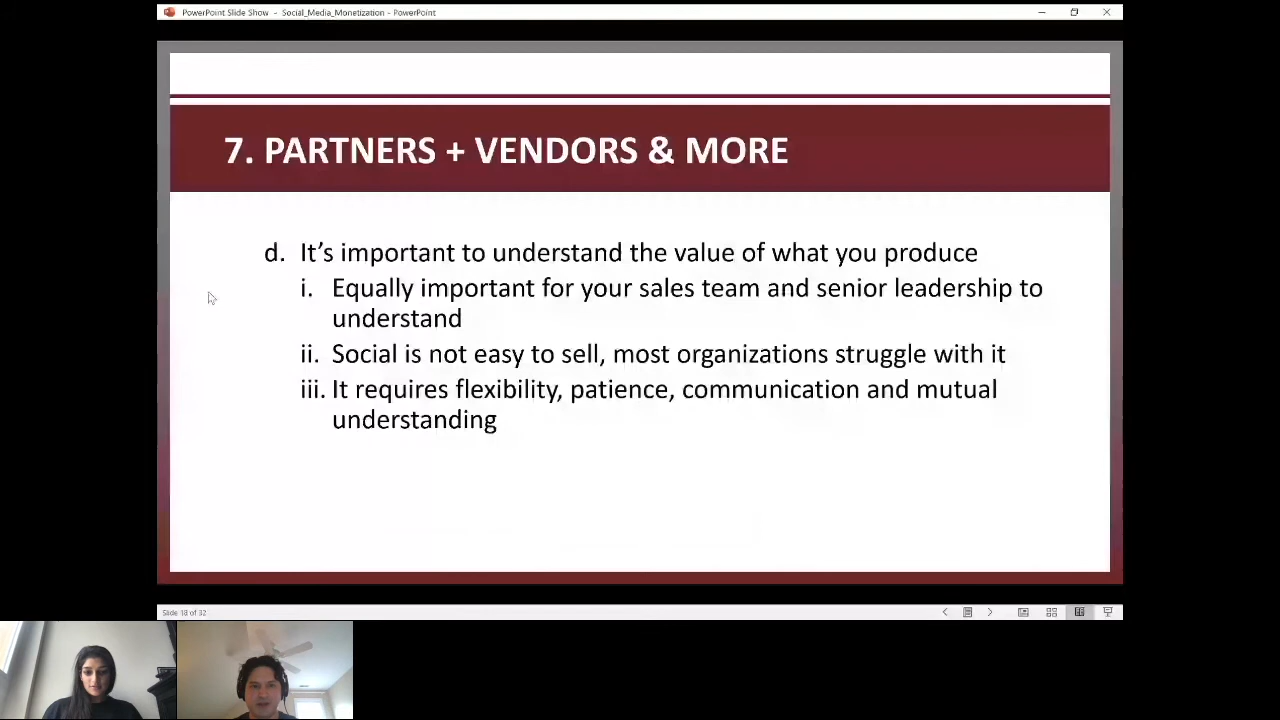 PowerPoint Slide Show - Social_Media_Monetization - PowerPoint
7. PARTNERS + VENDORS & MORE
d. It’s important to understand the value of what you produce
i. Equally important for your sales team and senior leadership to
understand
ii. Social is not easy to sell, most organizations struggle with it
iii. It requires flexibility, patience, communication and mutual
understanding
Slide 18 of 32